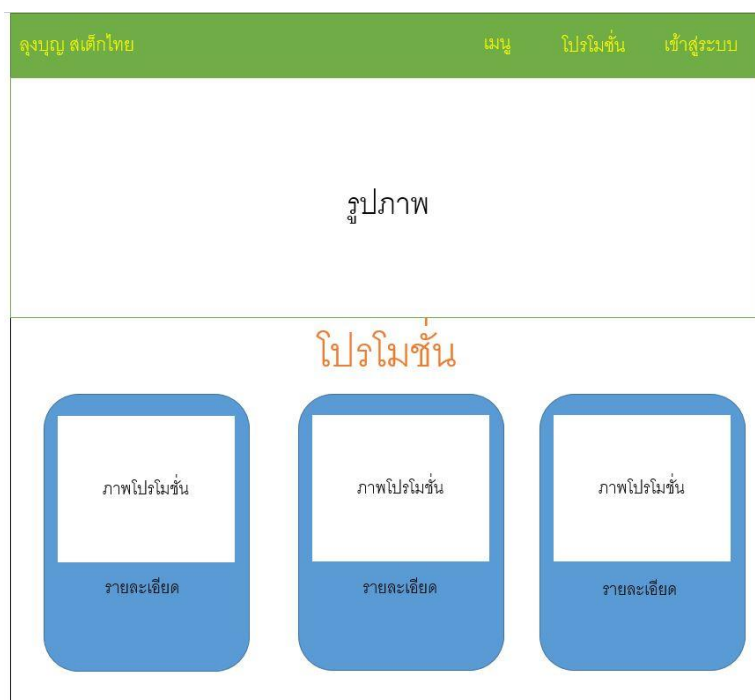 ลุงบุญ สเต็กไทย เมนู โปรโมชั่น เข้าสู่ระบบ
รูปภาพ
โปรโมชั่น
ภาพโปรโมชั่น ภาพโปรโมชั่น ภาพโปรโมชั่น
รายละเอียด รายละเอียด รายละเอียด